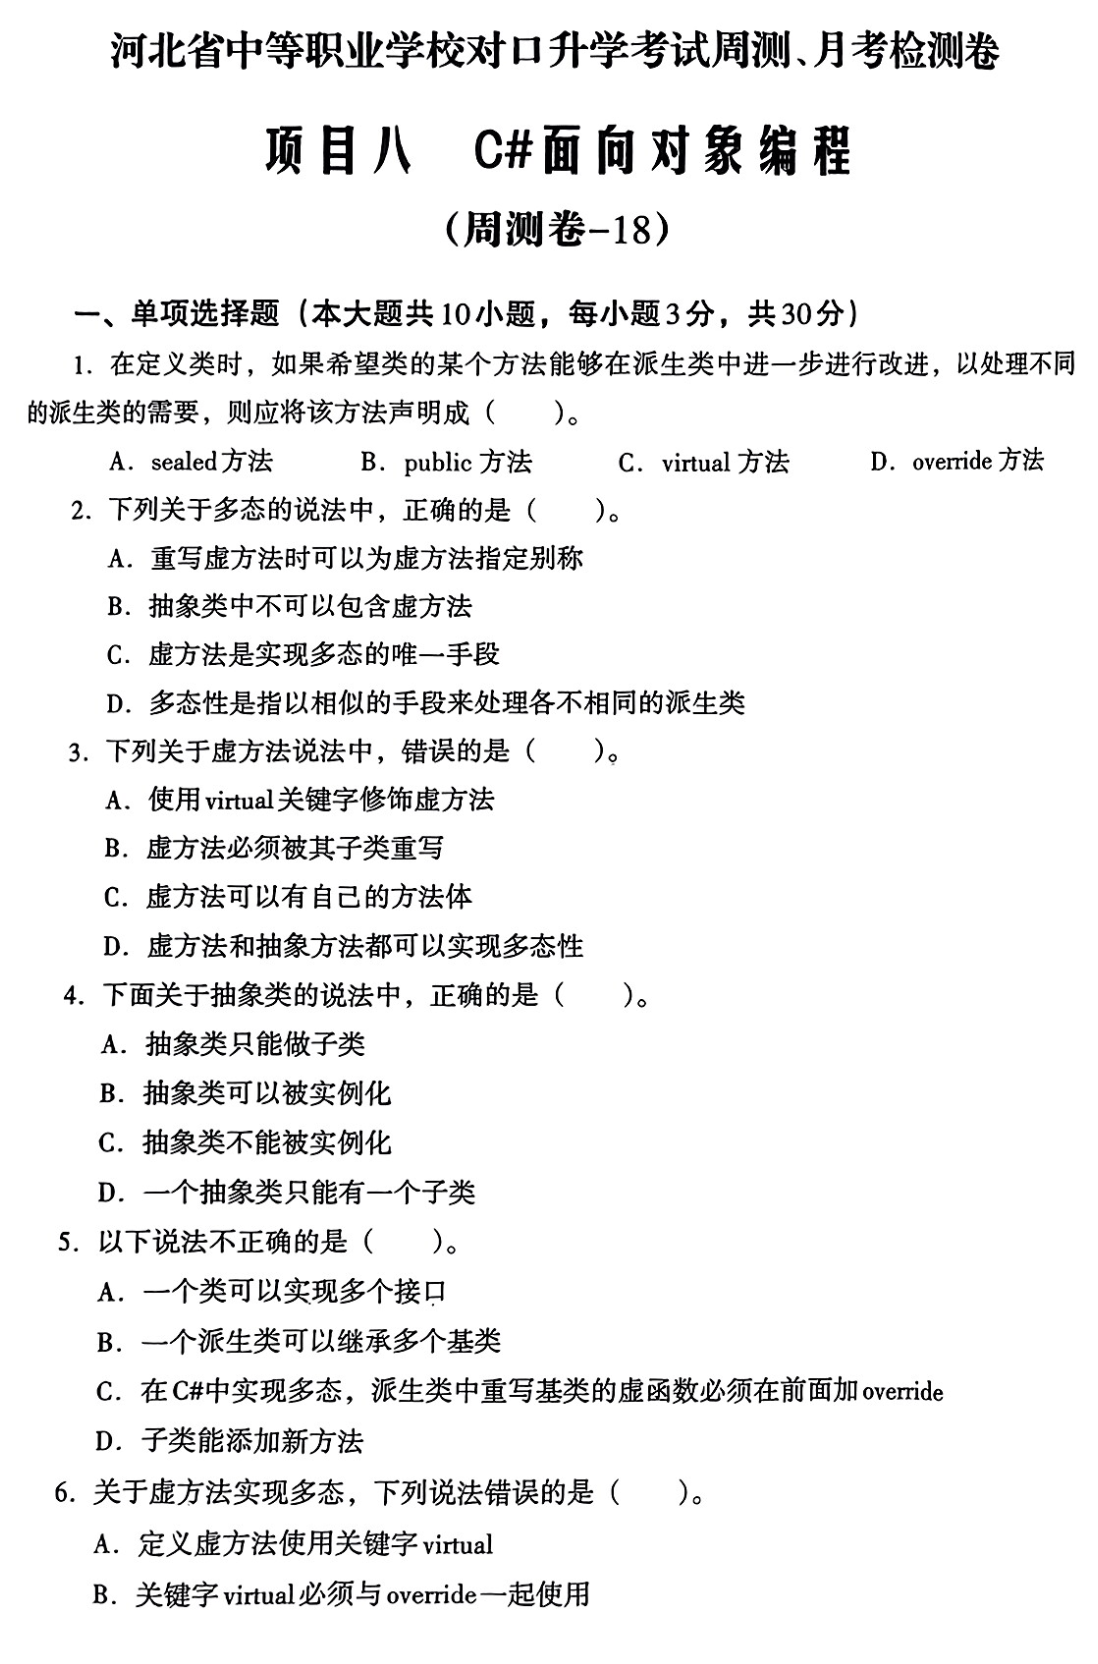 河北省中等职业学校对口升学考试周测、月考检测卷
项目八 C#面向对象编程
（周测卷–18）
一、单项选择题（本大题共10小题，每小题3分，共30分）
1. 在定义类时，如果希望类的某个方法能够在派生类中进一步进行改进，以处理不同
的派生类的需要，则应将该方法声明成（　　）。
A. sealed方法　B. public 方法　C. virtual 方法　D. override 方法
2. 下列关于多态的说法中，正确的是（　　）。
A. 重写虚方法时可以为虚方法指定别称
B. 抽象类中不可以包含虚方法
C. 虚方法是实现多态的唯一手段
D. 多态性是指以相似的手段来处理各不相同的派生类
3. 下列关于虚方法说法中，错误的是（　　）。
A. 使用virtual关键字修饰虚方法
B. 虚方法必须被其子类重写
C. 虚方法可以有自己的方法体
D. 虚方法和抽象方法都可以实现多态性
4. 下面关于抽象类的说法中，正确的是（　　）。
A. 抽象类只能做子类
B. 抽象类可以被实例化
C. 抽象类不能被实例化
D. 一个抽象类只能有一个子类
5. 以下说法不正确的是（　　）。
A. 一个类可以实现多个接口
B. 一个派生类可以继承多个基类
C. 在C#中实现多态，派生类中重写基类的虚函数必须在前面加override
D. 子类能添加新方法
6. 关于虚方法实现多态，下列说法错误的是（　　）。
A. 定义虚方法使用关键字virtual
B. 关键字virtual必须与override一起使用